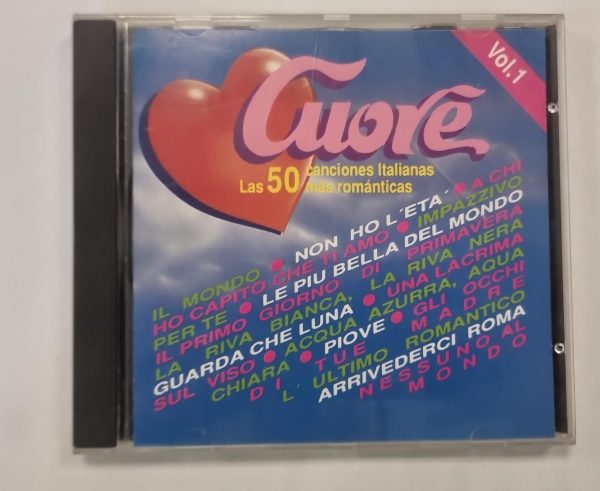 Vol.1
Cuore
Las 50 canciones Italianas
más románticas
IL MONDO • NON HO L'ETA' • A CHI
HO CAPITO CHE TI AMO • IMPAZZIVO
PER TE • LE PIU BELLA DEL MONDO
IL PRIMO GIORNO DI PRIMAVERA
LA RIVA BIANCA, LA RIVA NERA
GUARDA CHE LUNA • UNA LACRIMA
SUL VISO • ACQUA AZURRA, AQUA
CHIARA • PIOVE • GLI OCCHI
DI TUE MADRE
L ULTIMO ROMANTICO
ARRIVEDERCI ROMA
NESSUNO AL
MONDO